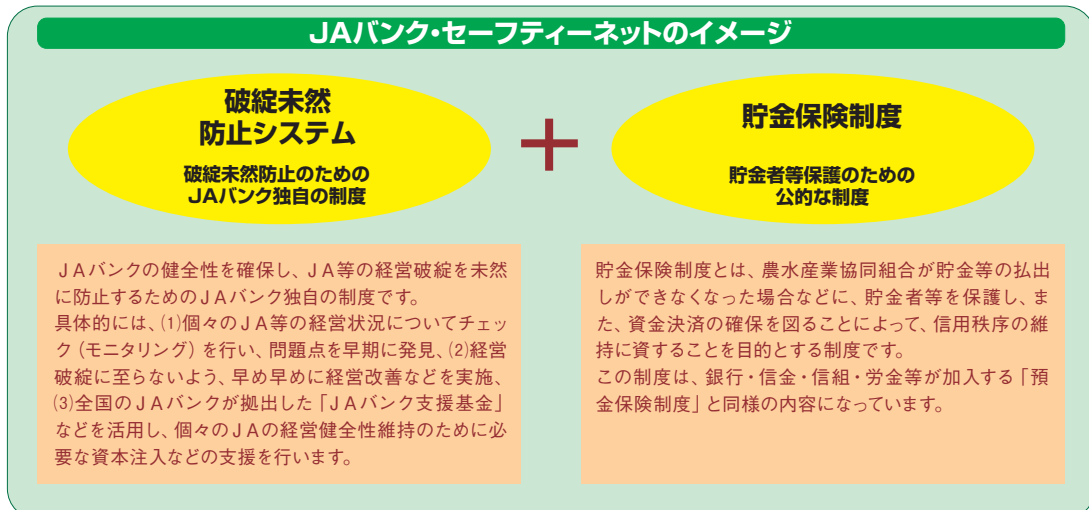 JAバンク・セーフティーネットのイメージ
破綻未然
防止システム
破綻未然防止のための
JAバンク独自の制度
＋
貯金保険制度
貯金者等保護のための
公的な制度
JAバンクの健全性を確保し、JA等の経営破綻を未然
に防止するためのJAバンク独自の制度です。
具体的には、(1)個々のJA等の経営状況についてチェッ
ク（モニタリング）を行い、問題点を早期に発見、(2)経営
破綻に至らないよう、早め早めに経営改善などを実施、
(3)全国のJAバンクが拠出した「JAバンク支援基金」
などを活用し、個々のJAの経営健全性維持のために必
要な資本注入などの支援を行います。
貯金保険制度とは、農水産業協同組合が貯金等の払出
しができなくなった場合などに、貯金者等を保護し、ま
た、資金決済の確保を図ることによって、信用秩序の維
持に資することを目的とする制度です。
この制度は、銀行・信金・信組・労金等が加入する「預
金保険制度」と同様の内容になっています。